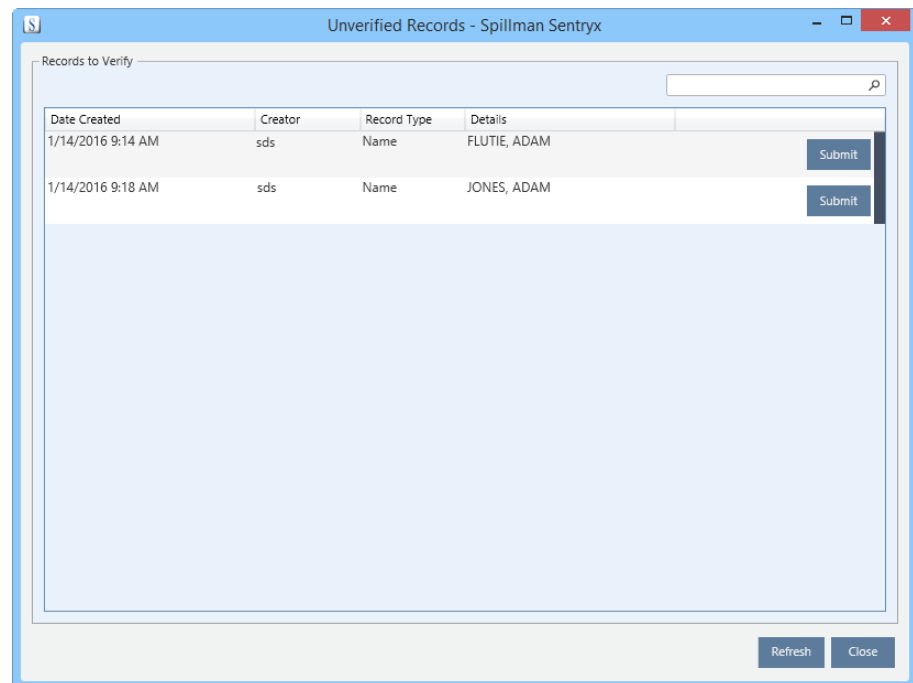 S Unverified Records - Spillman Sentryx
Records to Verify
Date Created Creator Record Type Details
1/14/2016 9:14 AM sds Name FLUTIE, ADAM Submit
1/14/2016 9:18 AM sds Name JONES, ADAM Submit
Refresh Close